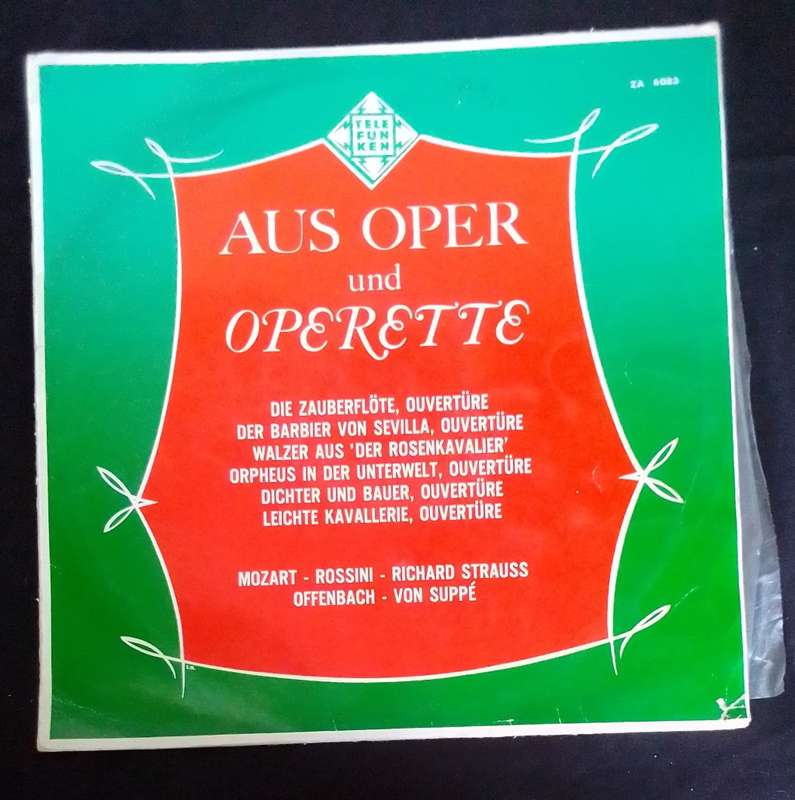 ZA 6083
TELE
FUN
KEN
AUS OPER
und
OPERETTE
DIE ZAUBERFLÖTE, OUVERTÜRE
DER BARBIER VON SEVILLA, OUVERTÜRE
WALZER AUS 'DER ROSENKAVALIER'
ORPHEUS IN DER UNTERWELT, OUVERTÜRE
DICHTER UND BAUER, OUVERTÜRE
LEICHTE KAVALLERIE, OUVERTÜRE
MOZART - ROSSINI - RICHARD STRAUSS
OFFENBACH - VON SUPPÉ